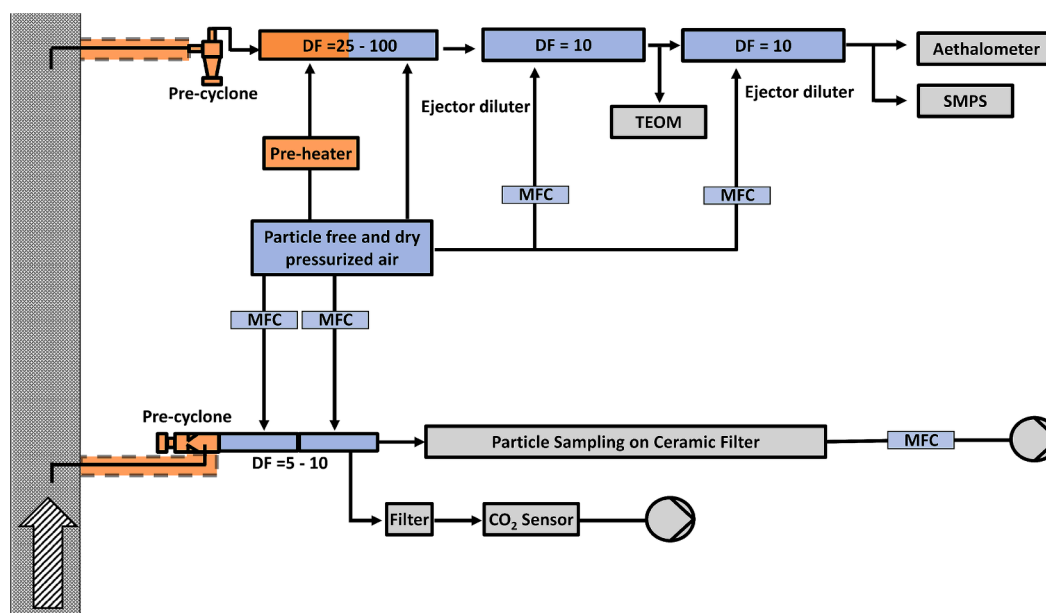 DF =25 - 100
DF = 10
DF = 10
Aethalometer
Pre-cyclone
Ejector diluter
Ejector diluter
SMPS
TEOM
Pre-heater
MFC
MFC
Particle free and dry
pressurized air
MFC
MFC
Pre-cyclone
Particle Sampling on Ceramic Filter
MFC
DF =5 - 10
Filter
CO₂ Sensor